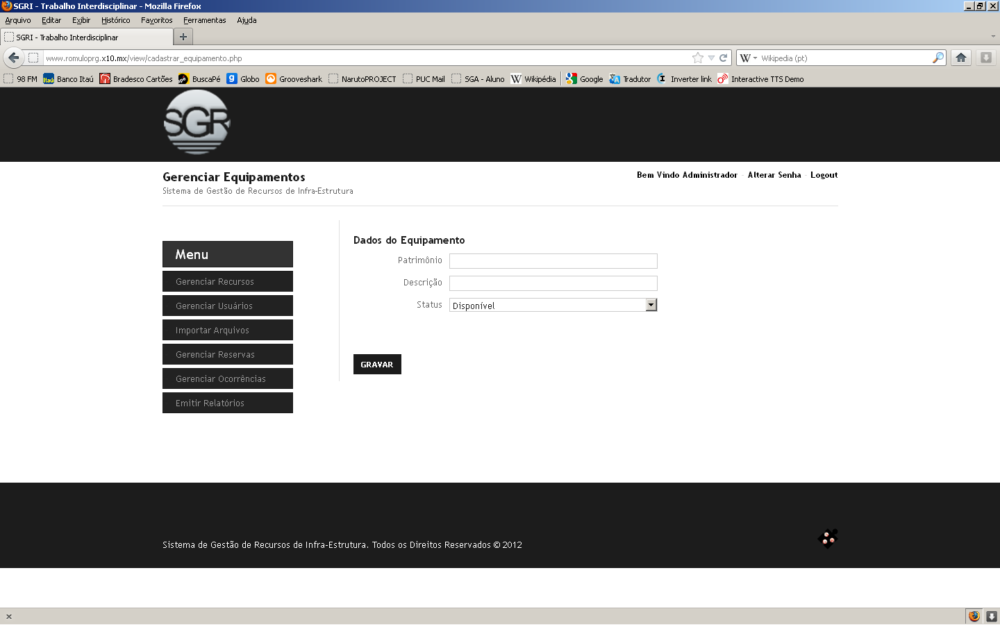 SGRI - Trabalho Interdisciplinar - Mozilla Firefox
Arquivo Editar Exibir Histórico Favoritos Ferramentas Ajuda
SGRI - Trabalho Interdisciplinar
www.romuloprg.x10.mx/view/cadastrar_equipamento.php W Wikipedia (pt)
98 FM Itaú Banco Itaú Bradesco Cartões BuscaPé g Globo Grooveshark NarutoPROJECT PUC Mail SGA - Aluno W Wikipédia Google Tradutor Inverter link Interactive TTS Demo
SGR
Gerenciar Equipamentos
Bem Vindo Administrador - Alterar Senha - Logout
Sistema de Gestão de Recursos de Infra-Estrutura
Menu
Gerenciar Recursos
Gerenciar Usuários
Importar Arquivos
Gerenciar Reservas
Gerenciar Ocorrências
Emitir Relatórios
Dados do Equipamento
Patrimônio
Descrição
Status Disponível
GRAVAR
Sistema de Gestão de Recursos de Infra-Estrutura. Todos os Direitos Reservados © 2012